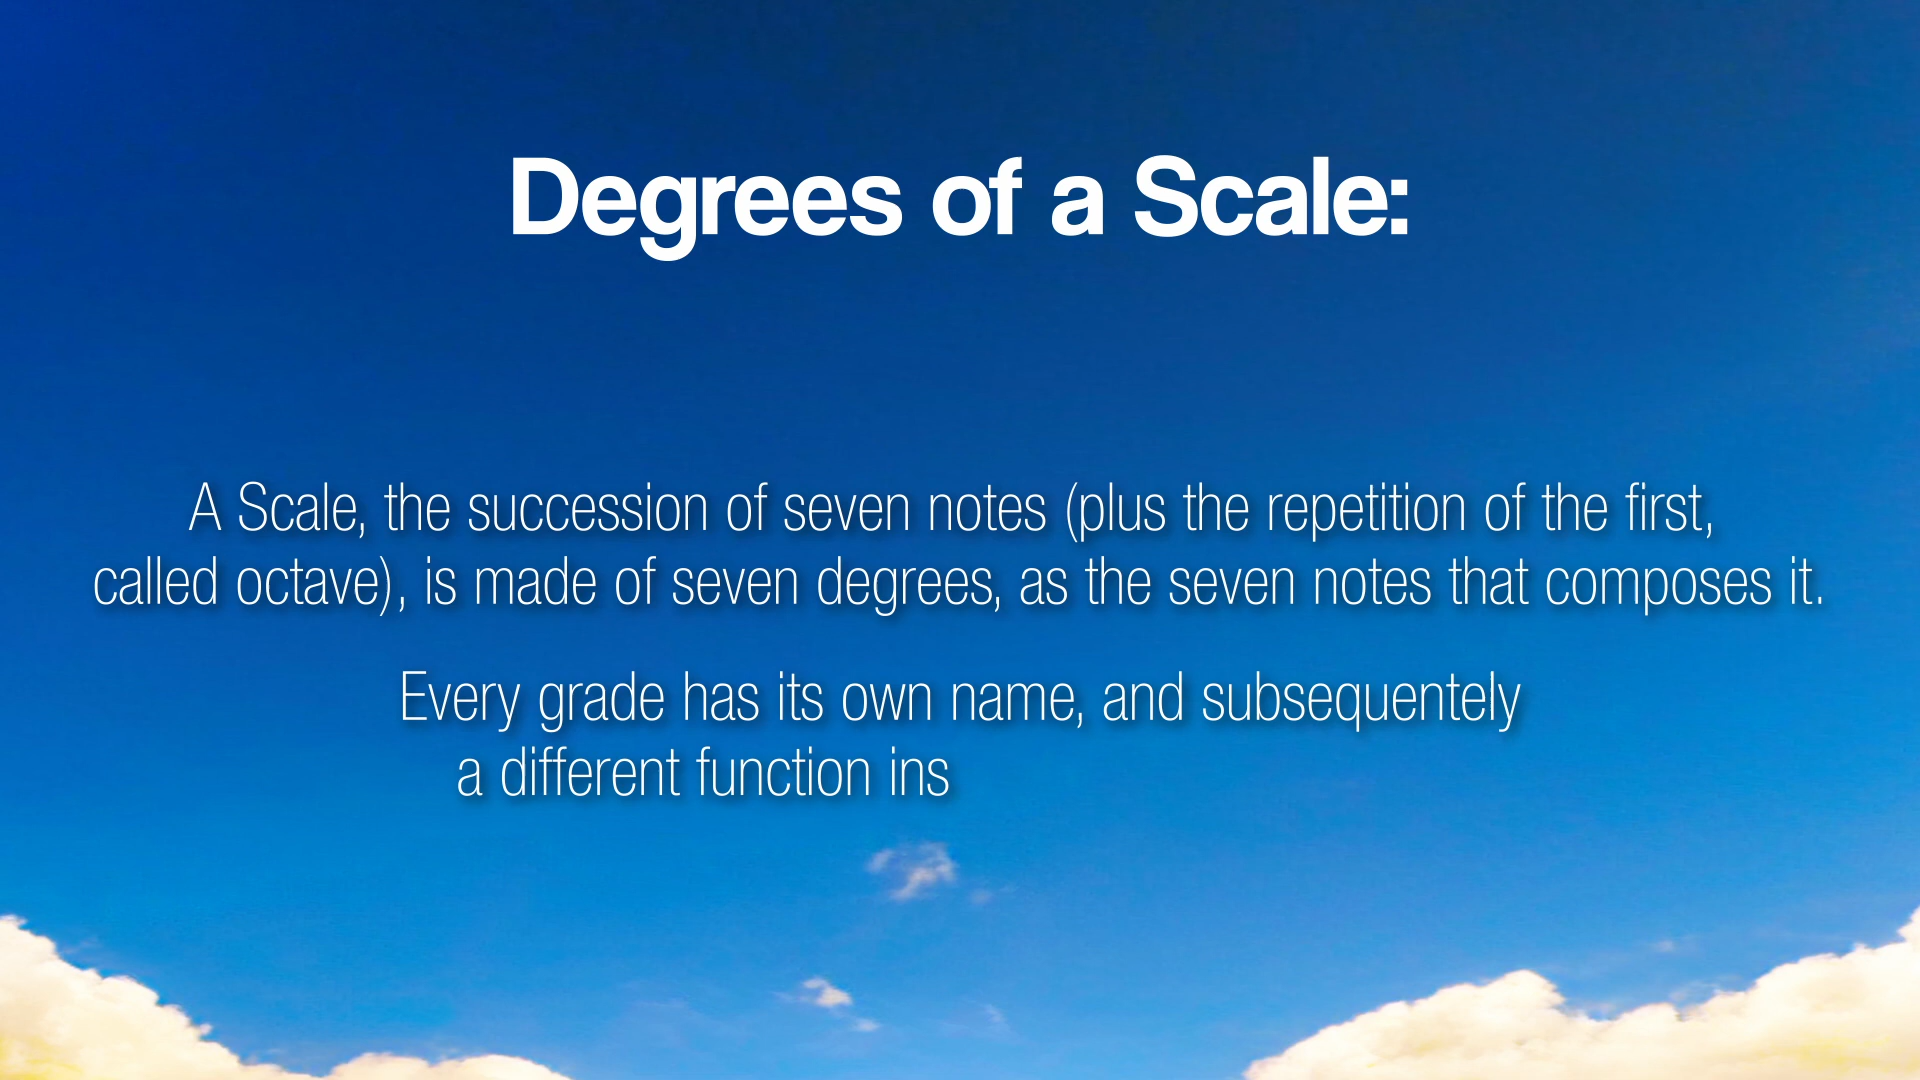 Degrees of a Scale:
A Scale, the succession of seven notes (plus the repetition of the first,
called octave), is made of seven degrees, as the seven notes that composes it.
Every grade has its own name, and subsequentely
a different function ins